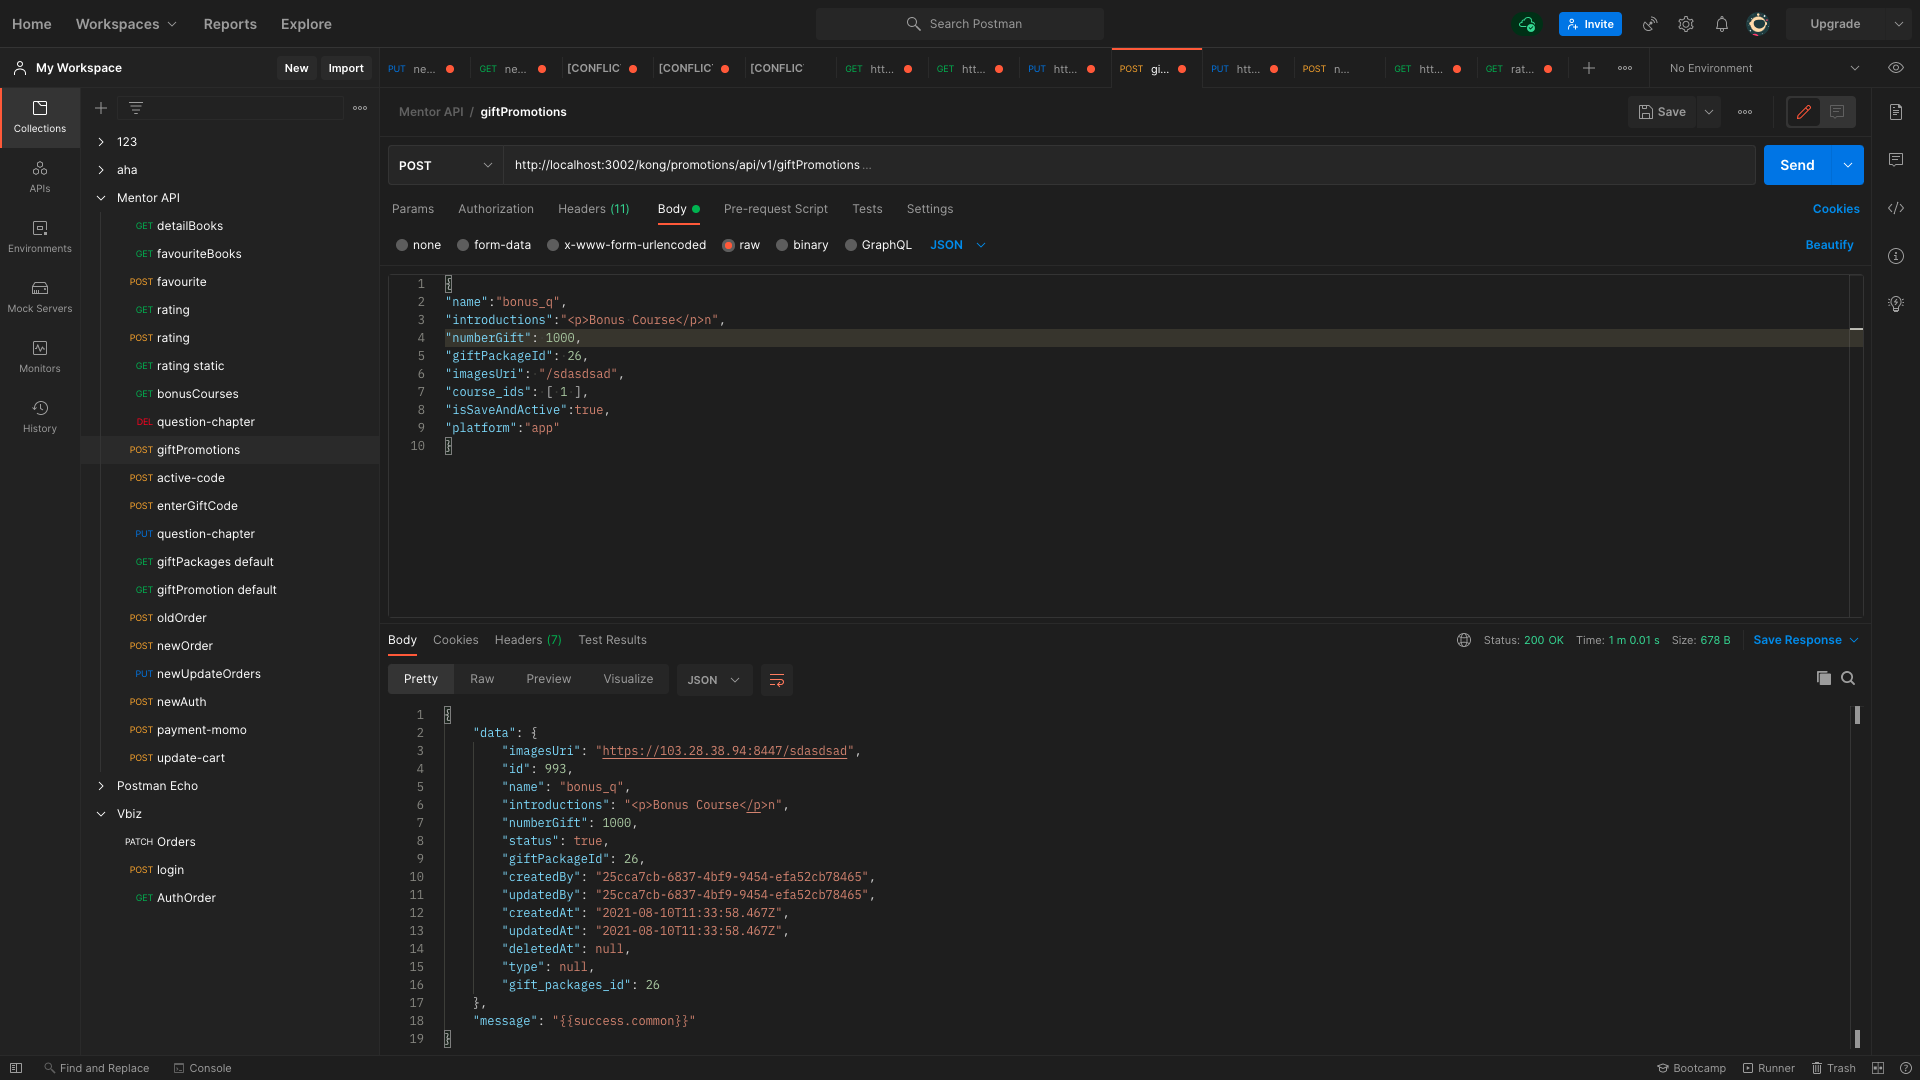 Home Workspaces Reports Explore Search Postman Invite Upgrade
My Workspace New Import PUT ne... GET ne... [CONFLIC [CONFLIC [CONFLIC GET htt... GET htt... PUT htt... POST gi... PUT htt... POST n... GET htt... GET rat... No Environment
Mentor API / giftPromotions Save
POST http://localhost:3002/kong/promotions/api/v1/giftPromotions ... Send
Params Authorization Headers (11) Body Pre-request Script Tests Settings Cookies
none form-data x-www-form-urlencoded raw binary GraphQL JSON Beautify
Collections
APIs
Environments
Mock Servers
Monitors
History
123
aha
Mentor API
GET detailBooks
GET favouriteBooks
POST favourite
GET rating
POST rating
GET rating static
GET bonusCourses
DEL question-chapter
POST giftPromotions
POST active-code
POST enterGiftCode
PUT question-chapter
GET giftPackages default
GET giftPromotion default
POST oldOrder
POST newOrder
PUT newUpdateOrders
POST newAuth
POST payment-momo
POST update-cart
Postman Echo
Vbiz
PATCH Orders
POST login
GET AuthOrder
1 {
2 "name":"bonus_q",
3 "introductions":"<p>Bonus Course</p>n",
4 "numberGift": 1000,
5 "giftPackageId": 26,
6 "imagesUri": "/sdasdsad",
7 "course_ids": [ 1 ],
8 "isSaveAndActive":true,
9 "platform":"app"
10 }
Body Cookies Headers (7) Test Results Status: 200 OK Time: 1 m 0.01 s Size: 678 B Save Response
Pretty Raw Preview Visualize JSON
1 {
2 "data": {
3 "imagesUri": "https://103.28.38.94:8447/sdasdsad",
4 "id": 993,
5 "name": "bonus_q",
6 "introductions": "<p>Bonus Course</p>n",
7 "numberGift": 1000,
8 "status": true,
9 "giftPackageId": 26,
10 "createdBy": "25cca7cb-6837-4bf9-9454-efa52cb78465",
11 "updatedBy": "25cca7cb-6837-4bf9-9454-efa52cb78465",
12 "createdAt": "2021-08-10T11:33:58.467Z",
13 "updatedAt": "2021-08-10T11:33:58.467Z",
14 "deletedAt": null,
15 "type": null,
16 "gift_packages_id": 26
17 },
18 "message": "{{success.common}}"
19 }
Find and Replace Console Bootcamp Runner Trash